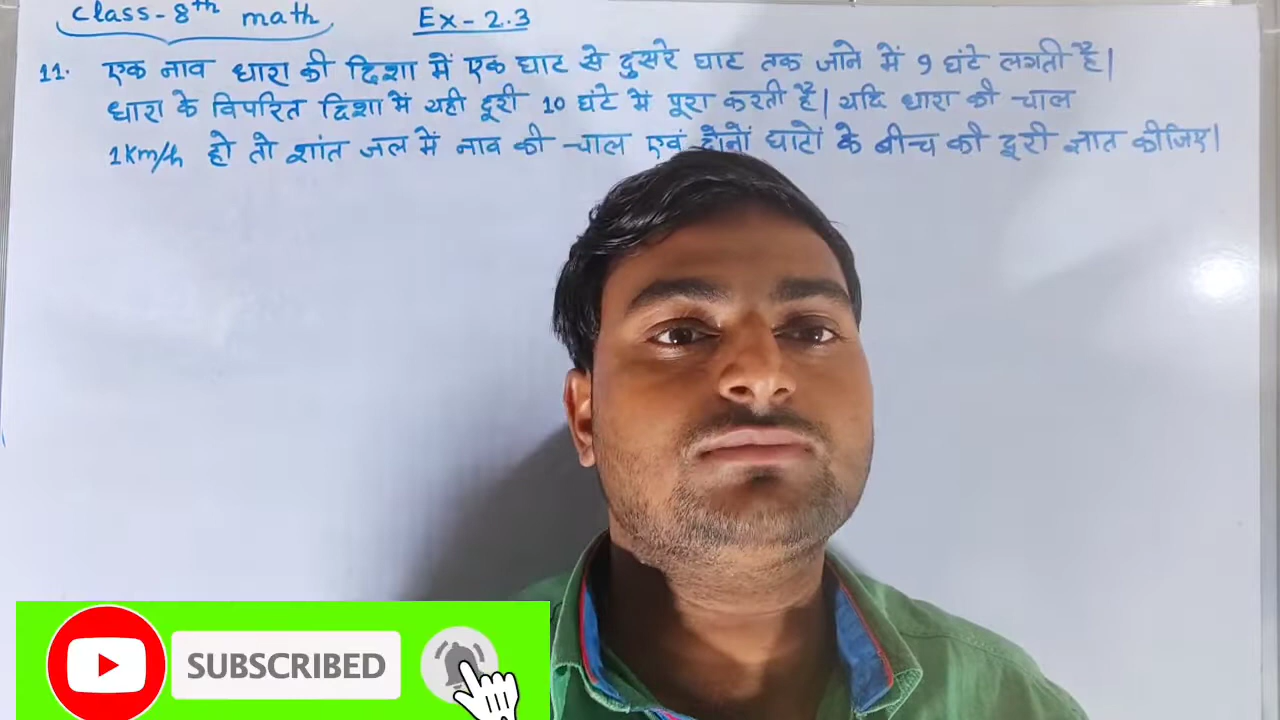 Class-8th math
Ex-2.3
11. एक नाव धारा की दिशा में एक घाट से दुसरे घाट तक जाने में 9 घंटे लगती है।
धारा के विपरित दिशा में यही दूरी 10 घंटे में पूरा करती है। यदि धारा की चाल
1km/h हो तो शांत जल में नाव की चाल एवं दोनों घाटों के बीच की दूरी ज्ञात कीजिए।
SUBSCRIBED